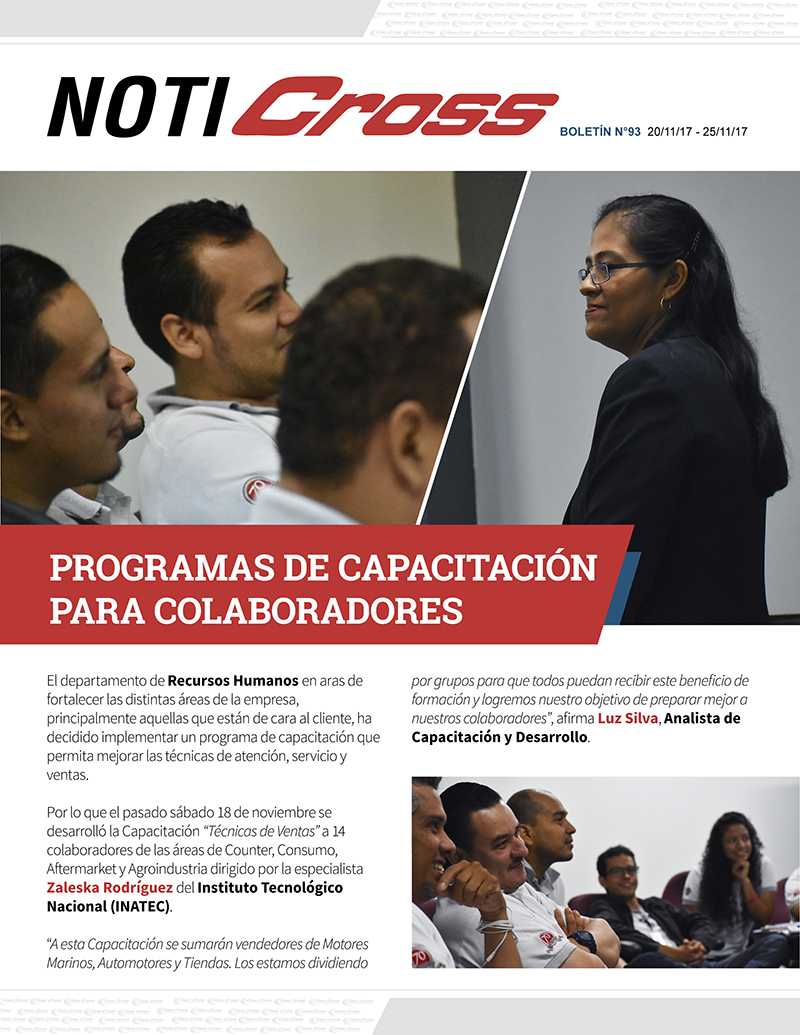 NOTI Cross
BOLETÍN N°93 20/11/17 - 25/11/17
70
PROGRAMAS DE CAPACITACIÓN
PARA COLABORADORES
El departamento de Recursos Humanos en aras de
fortalecer las distintas áreas de la empresa,
principalmente aquellas que están de cara al cliente, ha
decidido implementar un programa de capacitación que
permita mejorar las técnicas de atención, servicio y
ventas.
Por lo que el pasado sábado 18 de noviembre se
desarrolló la Capacitación “Técnicas de Ventas” a 14
colaboradores de las áreas de Counter, Consumo,
Aftermarket y Agroindustria dirigido por la especialista
Zaleska Rodríguez del Instituto Tecnológico
Nacional (INATEC).
“A esta Capacitación se sumarán vendedores de Motores
Marinos, Automotores y Tiendas. Los estamos dividiendo
por grupos para que todos puedan recibir este beneficio de
formación y logremos nuestro objetivo de preparar mejor a
nuestros colaboradores”, afirma Luz Silva, Analista de
Capacitación y Desarrollo.
70